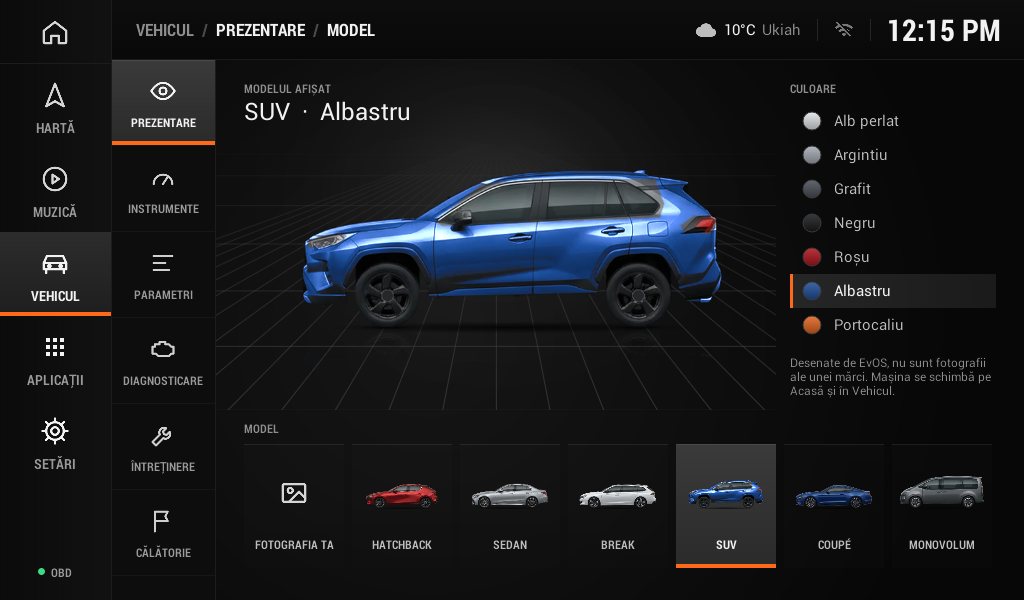 VEHICUL / PREZENTARE / MODEL
10°C Ukiah
12:15 PM
HARTĂ
MUZICĂ
VEHICUL
APLICAȚII
SETĂRI
OBD
PREZENTARE
INSTRUMENTE
PARAMETRI
DIAGNOSTICARE
ÎNTREȚINERE
CĂLĂTORIE
MODELUL AFIȘAT
SUV · Albastru
CULOARE
Alb perlat
Argintiu
Grafit
Negru
Roșu
Albastru
Portocaliu
Desenate de EvOS, nu sunt fotografii
ale unei mărci. Mașina se schimbă pe
Acasă și în Vehicul.
MODEL
FOTOGRAFIA TA
HATCHBACK
SEDAN
BREAK
SUV
COUPÉ
MONOVOLUM